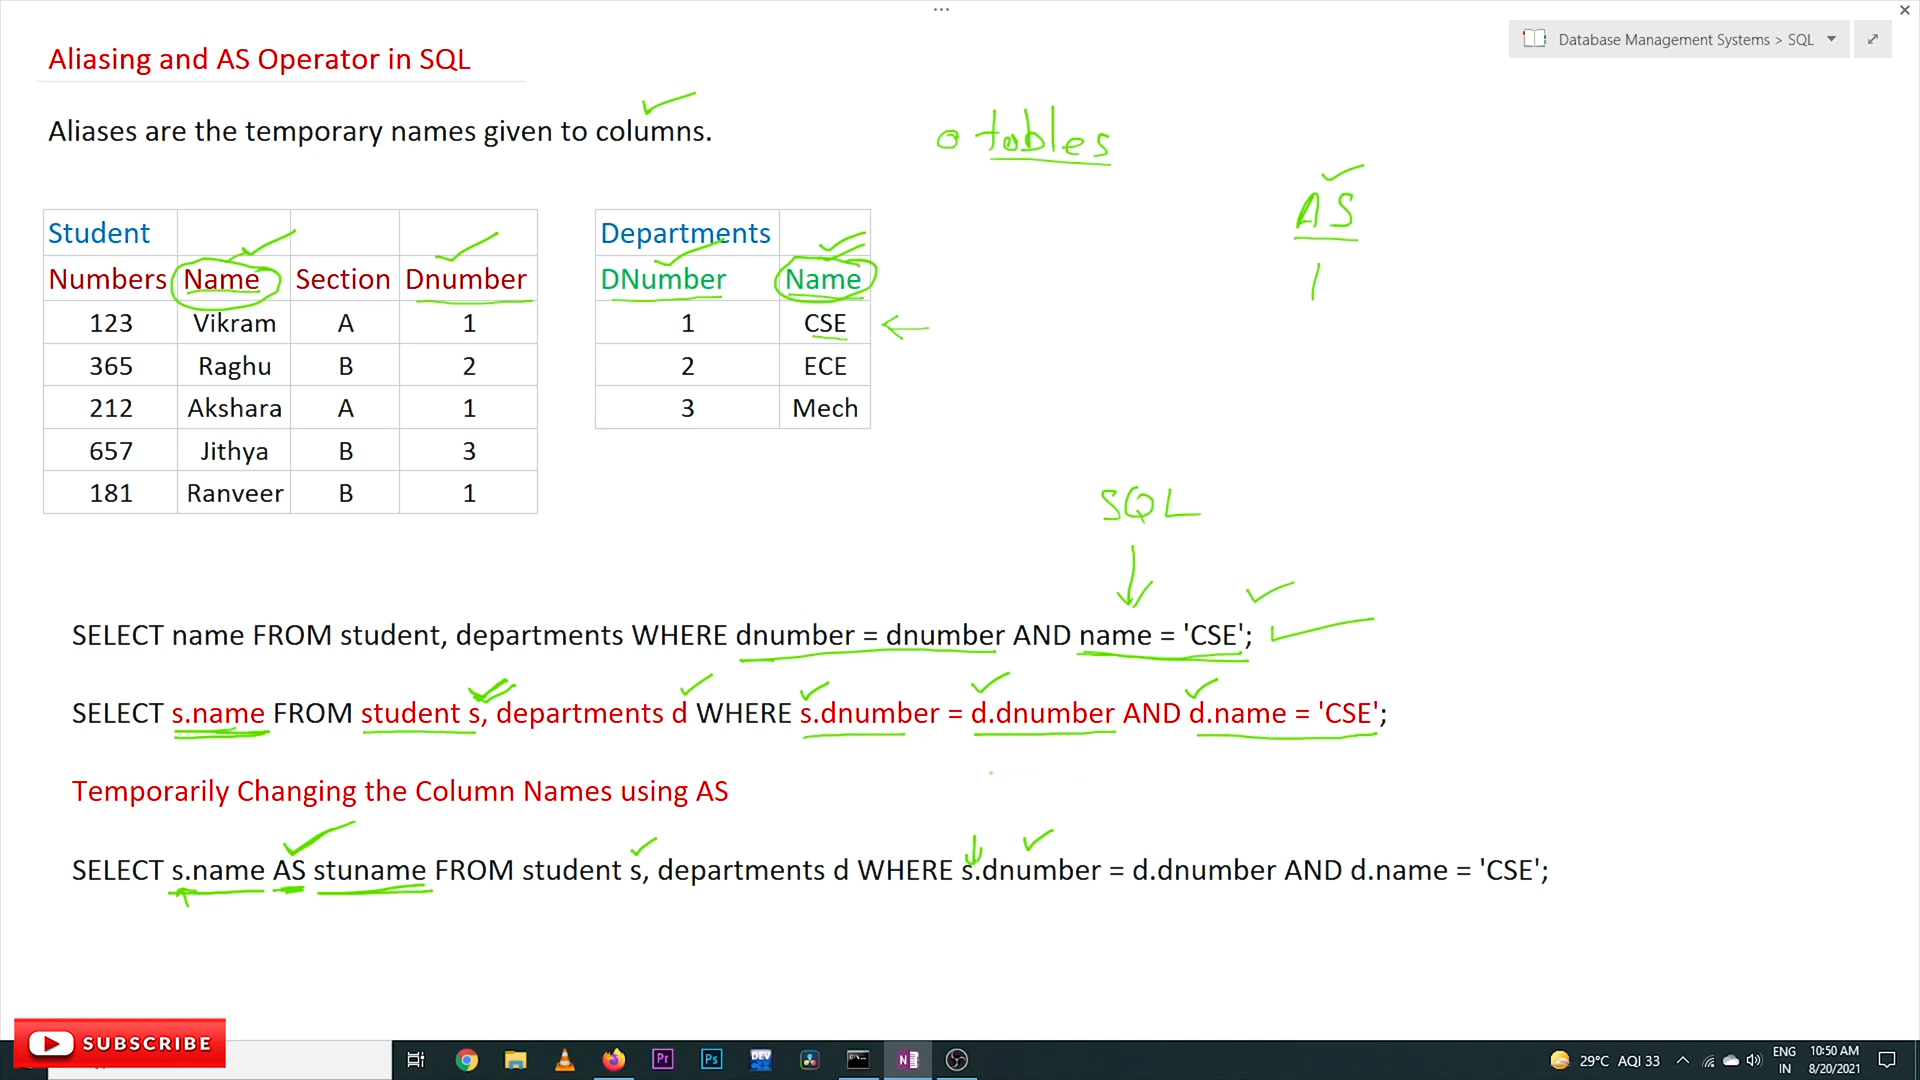 Database Management Systems > SQL
Aliasing and AS Operator in SQL
Aliases are the temporary names given to columns.
o tables
AS
Student
Numbers Name Section Dnumber
123 Vikram A 1
365 Raghu B 2
212 Akshara A 1
657 Jithya B 3
181 Ranveer B 1
Departments
DNumber Name
1 CSE
2 ECE
3 Mech
SQL
SELECT name FROM student, departments WHERE dnumber = dnumber AND name = 'CSE';
SELECT s.name FROM student s, departments d WHERE s.dnumber = d.dnumber AND d.name = 'CSE';
Temporarily Changing the Column Names using AS
SELECT s.name AS stuname FROM student s, departments d WHERE s.dnumber = d.dnumber AND d.name = 'CSE';
SUBSCRIBE
Pr
Ps
DEV
N
29°C AQI 33
ENG
IN
10:50 AM
8/20/2021